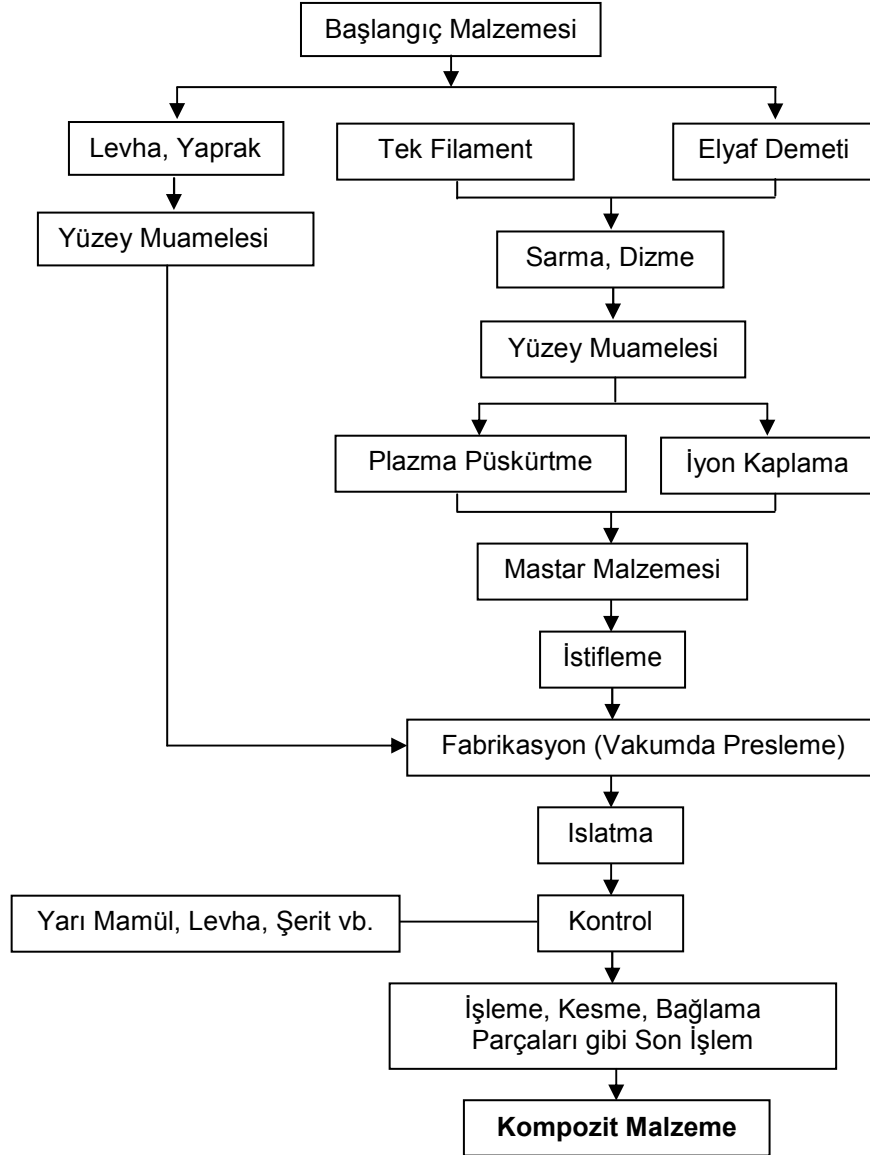 Başlangıç Malzemesi
Levha, Yaprak
Tek Filament
Elyaf Demeti
Yüzey Muamelesi
Sarma, Dizme
Yüzey Muamelesi
Plazma Püskürtme
İyon Kaplama
Mastar Malzemesi
İstifleme
Fabrikasyon (Vakumda Presleme)
Islatma
Yarı Mamül, Levha, Şerit vb.
Kontrol
İşleme, Kesme, Bağlama
Parçaları gibi Son İşlem
Kompozit Malzeme